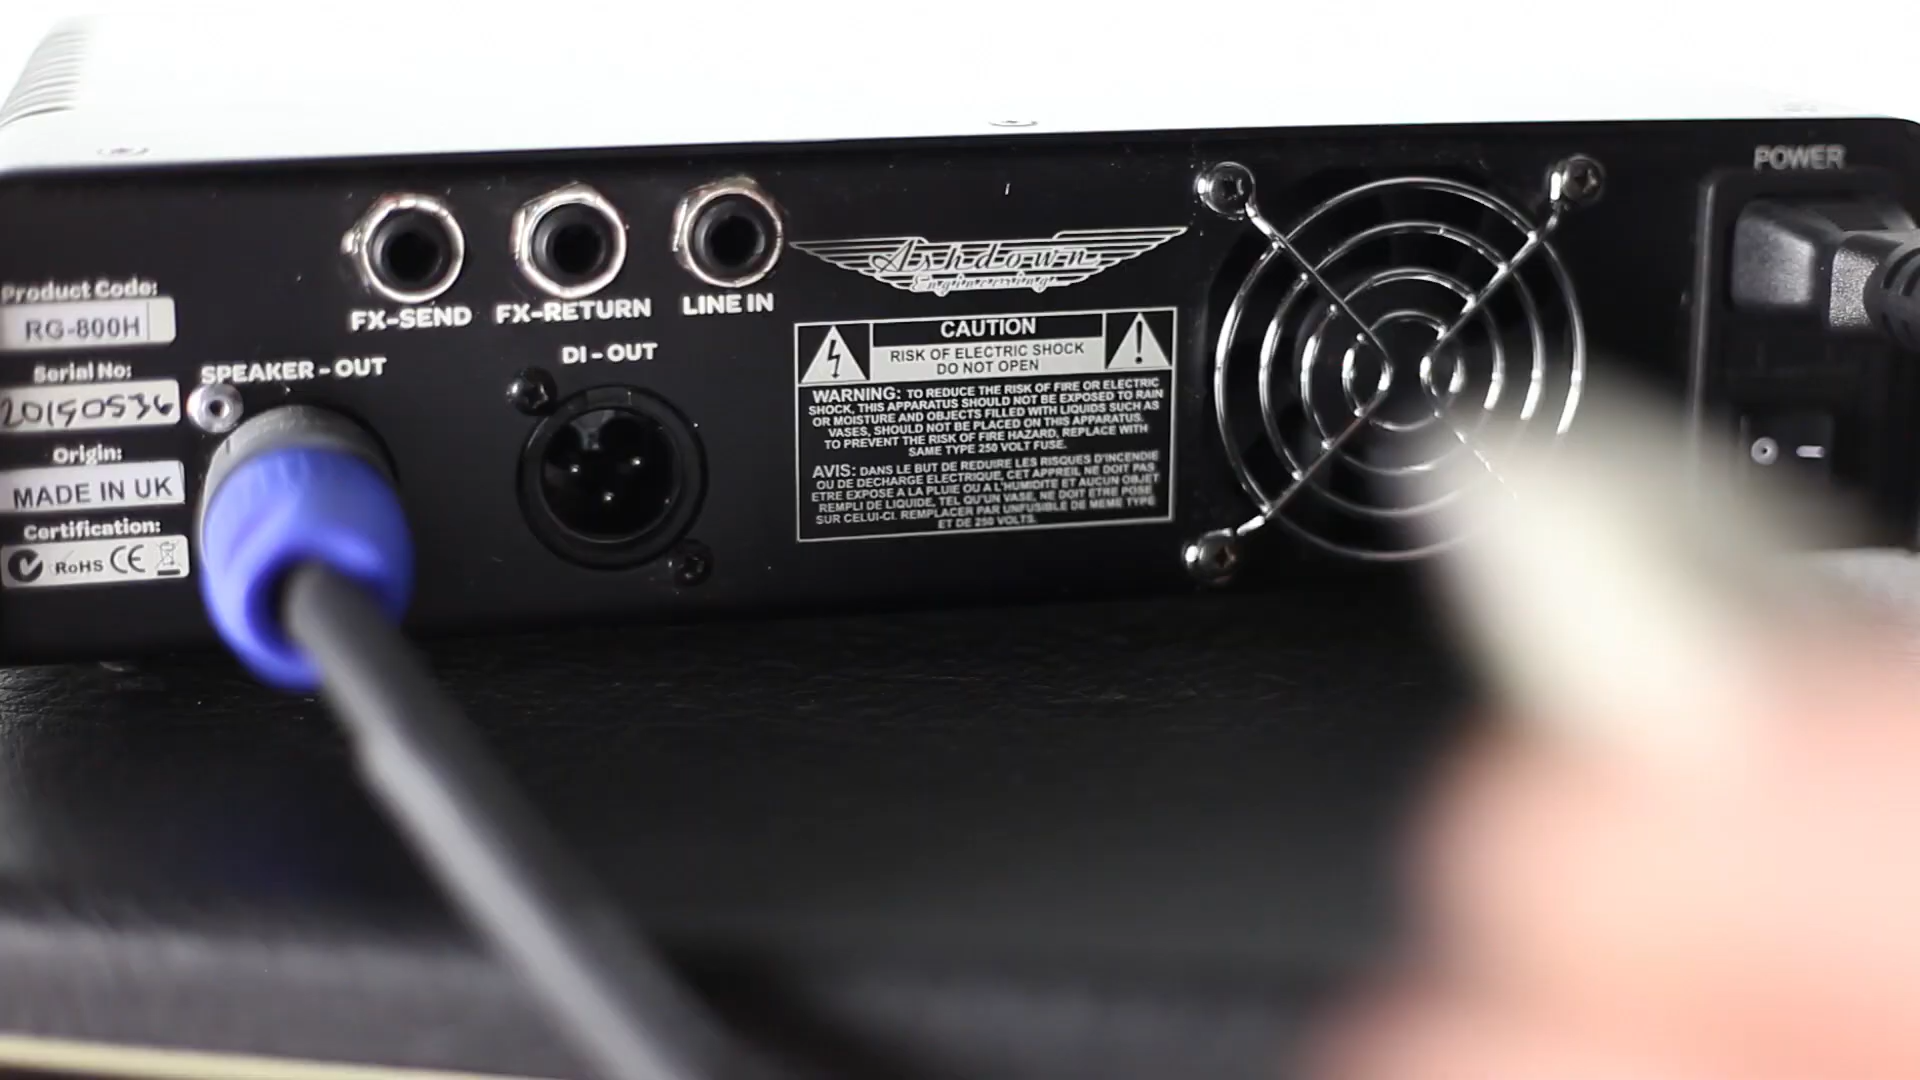 POWER
FX-SEND
FX-RETURN
LINE IN
Ashdown
Engineering
Product Code:
RG-800H
Serial No:
20190536
Origin:
MADE IN UK
Certification:
RoHS CE
SPEAKER - OUT
DI - OUT
CAUTION
RISK OF ELECTRIC SHOCK
DO NOT OPEN
WARNING: TO REDUCE THE RISK OF FIRE OR ELECTRIC
SHOCK, THIS APPARATUS SHOULD NOT BE EXPOSED TO RAIN
OR MOISTURE AND OBJECTS FILLED WITH LIQUIDS SUCH AS
VASES, SHOULD NOT BE PLACED ON THIS APPARATUS.
TO PREVENT THE RISK OF FIRE HAZARD, REPLACE WITH
SAME TYPE 250 VOLT FUSE.
AVIS: DANS LE BUT DE REDUIRE LES RISQUES D'INCENDIE
OU DE DECHARGE ELECTRIQUE, CET APPAREIL NE DOIT PAS
ETRE EXPOSE A LA PLUIE OU A L'HUMIDITE ET AUCUN OBJET
REMPLI DE LIQUIDE, TEL QU'UN VASE, NE DOIT ETRE POSE
SUR CELUI-CI. REMPLACER PAR UNFUSIBLE DE MEME TYPE
ET DE 250 VOLTS.